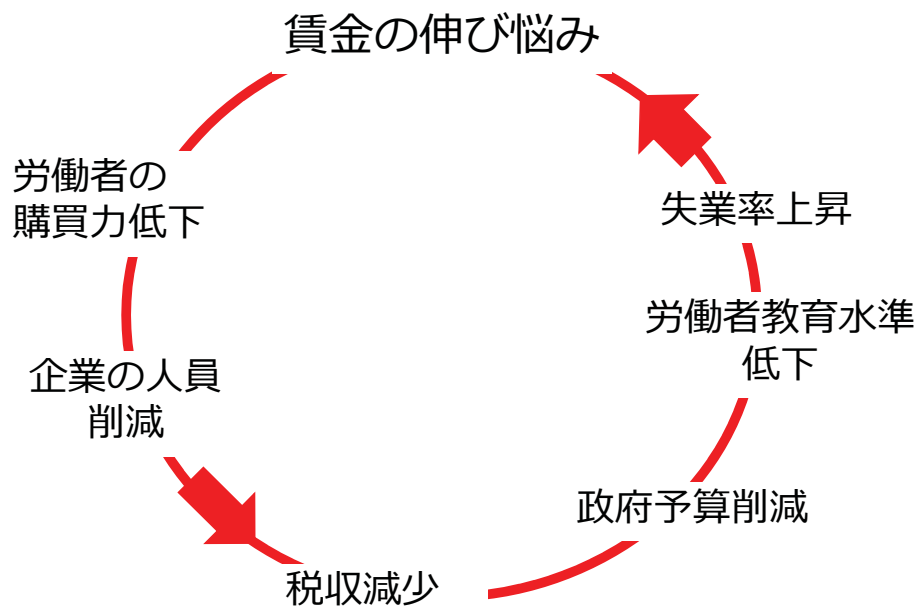 賃金の伸び悩み
労働者の
購買力低下
企業の人員
削減
税収減少
政府予算削減
労働者教育水準
低下
失業率上昇